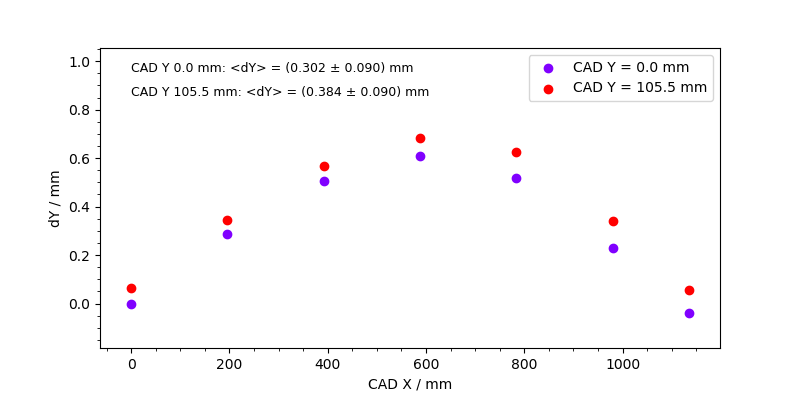 CAD Y 0.0 mm: <dY> = (0.302 ± 0.090) mm
CAD Y 105.5 mm: <dY> = (0.384 ± 0.090) mm
CAD Y = 0.0 mm
CAD Y = 105.5 mm
dY / mm
1.0
0.8
0.6
0.4
0.2
0.0
0 200 400 600 800 1000
CAD X / mm